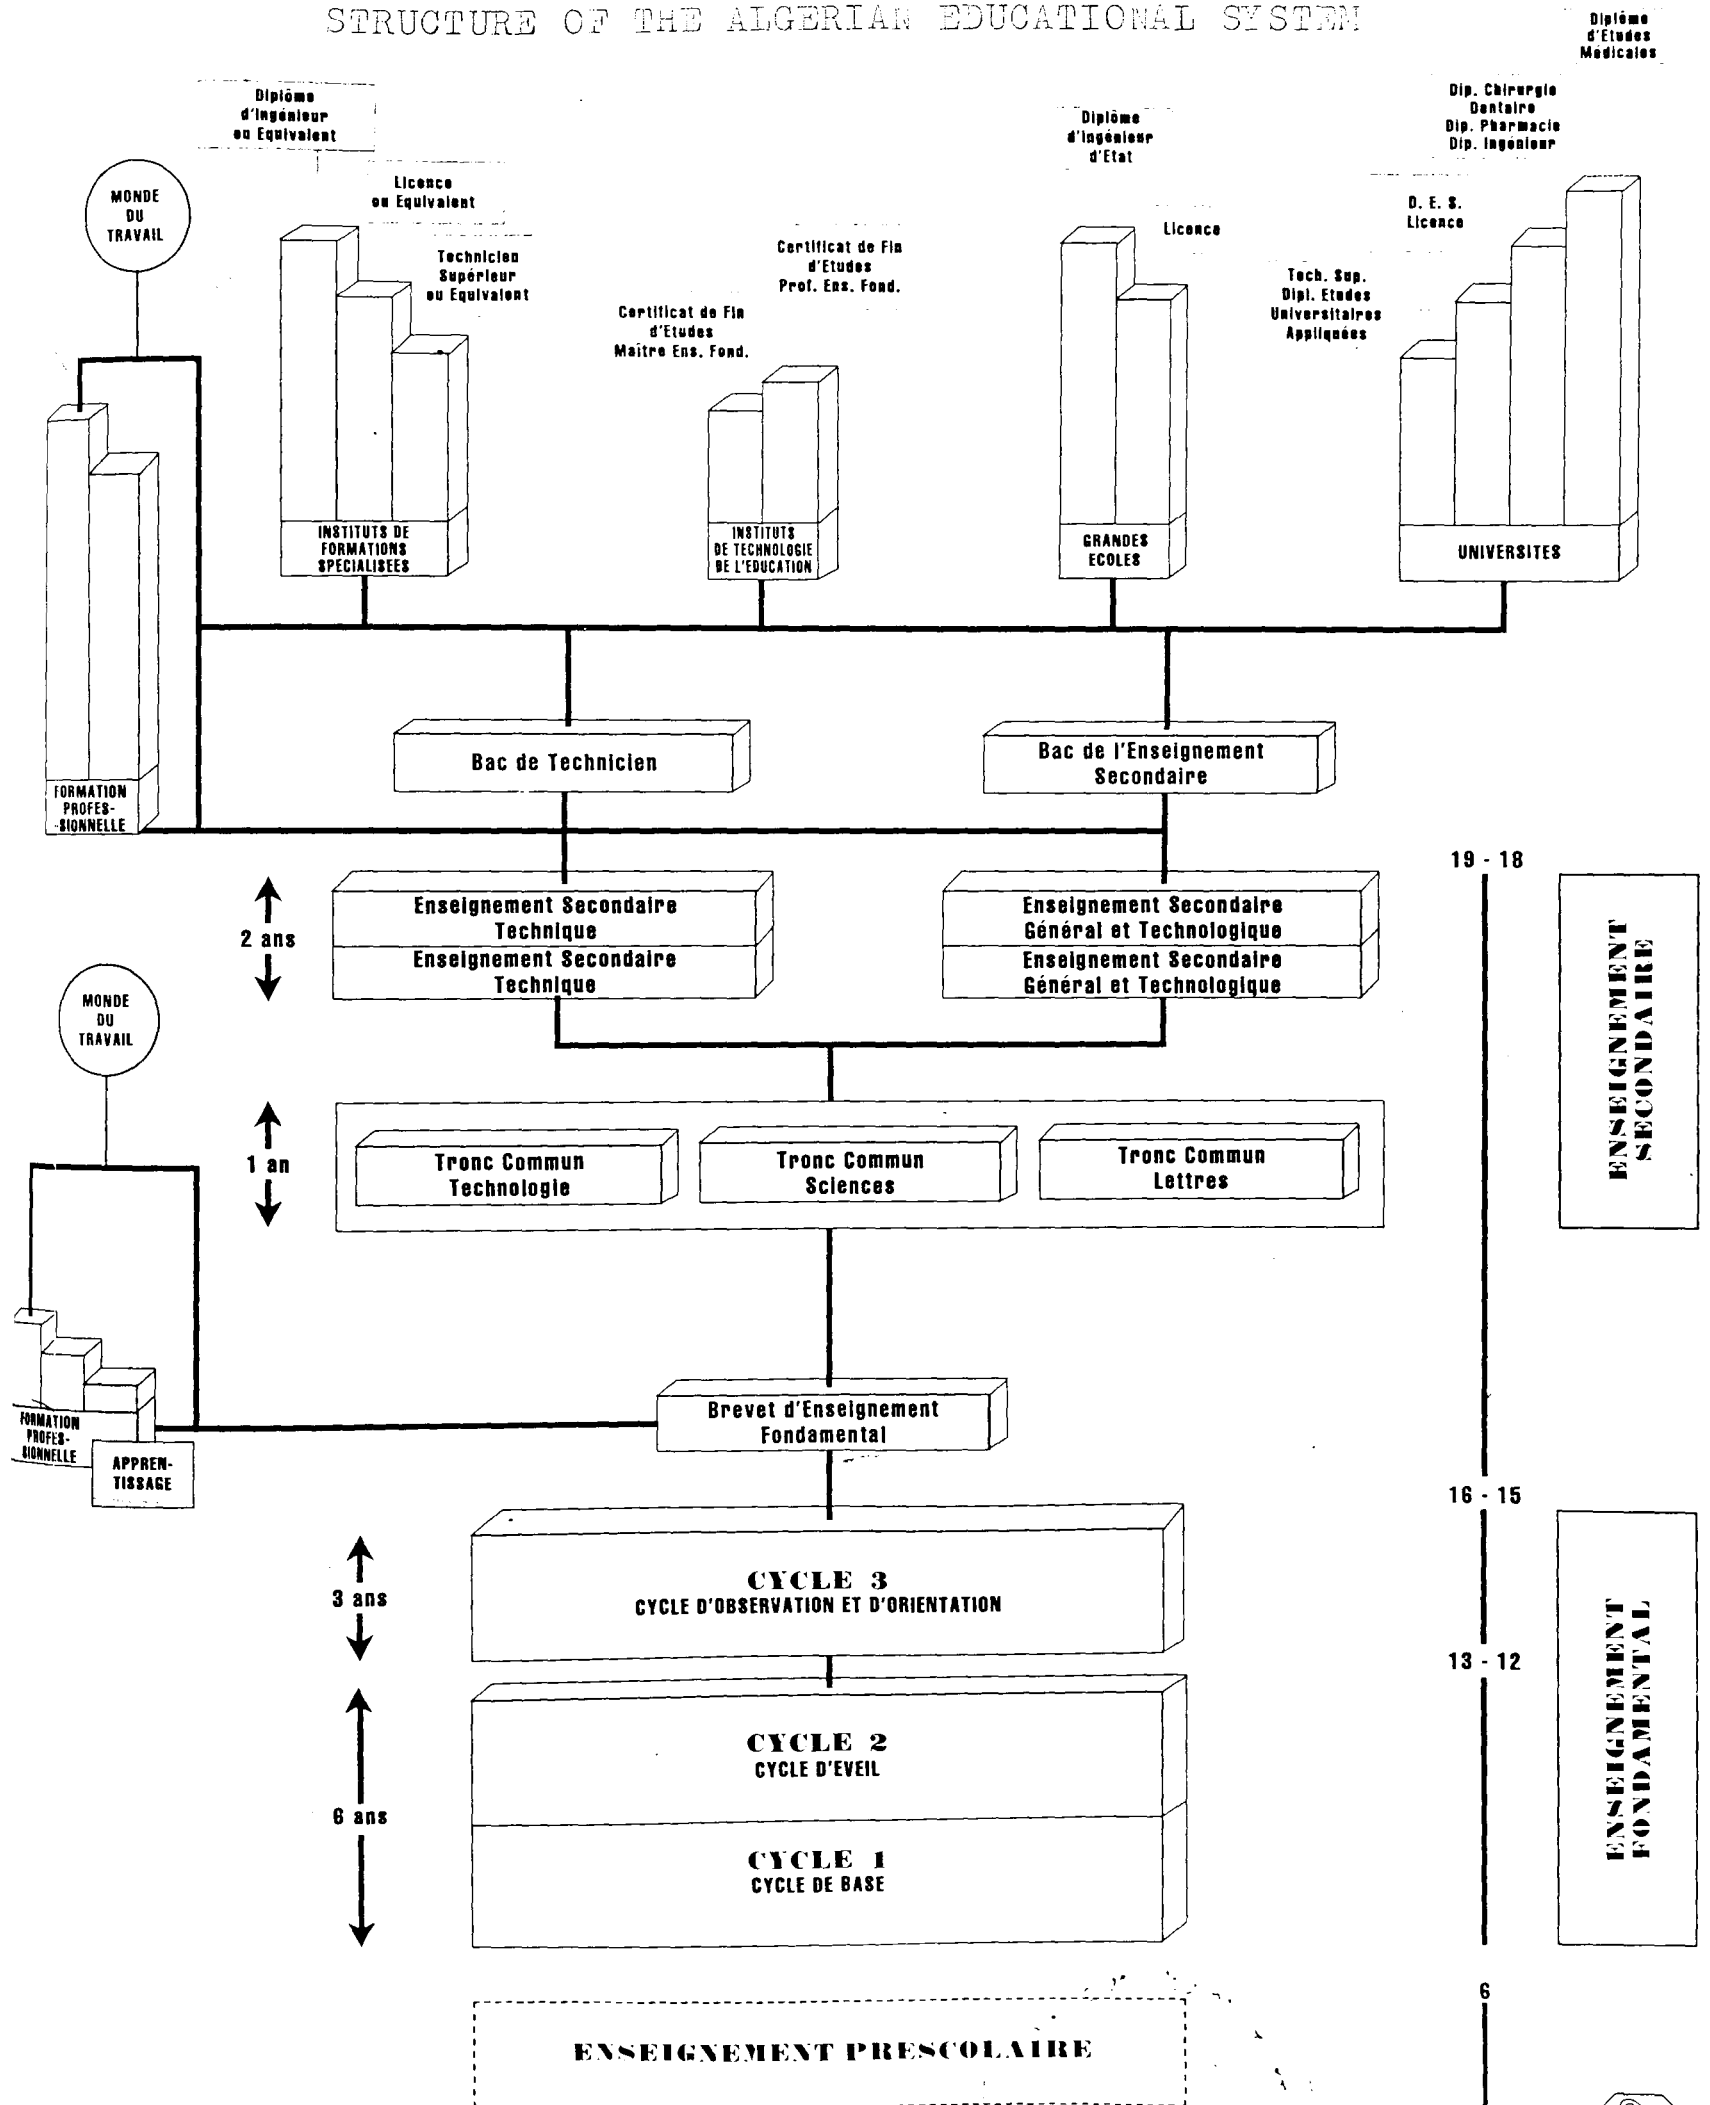 STRUCTURE OF THE ALGERIAN EDUCATIONAL SYSTEM
Diplôme
d'Etudes
Médicales
Dip. Chirurgie
Dentaire
Dip. Pharmacie
Dip. Ingénieur
Diplôme
d'Ingénieur
ou Equivalent
Diplôme
d'Ingénieur
d'Etat
Licence
ou Equivalent
D. E. S.
Licence
Licence
MONDE
DU
TRAVAIL
Technicien
Supérieur
ou Equivalent
Certificat de Fin
d'Etudes
Prof. Ens. Fond.
Tech. Sup.
Dipl. Etudes
Universitaires
Appliquées
Certificat de Fin
d'Etudes
Maître Ens. Fond.
INSTITUTS DE
FORMATIONS
SPECIALISEES
INSTITUTS
DE TECHNOLOGIE
DE L'EDUCATION
GRANDES
ECOLES
UNIVERSITES
Bac de Technicien
Bac de l'Enseignement
Secondaire
FORMATION
PROFES-
-SIONNELLE
19 - 18
2 ans
Enseignement Secondaire
Technique
Enseignement Secondaire
Technique
Enseignement Secondaire
Général et Technologique
Enseignement Secondaire
Général et Technologique
ENSEIGNEMENT
SECONDAIRE
MONDE
DU
TRAVAIL
1 an
Tronc Commun
Technologie
Tronc Commun
Sciences
Tronc Commun
Lettres
FORMATION
PROFES-
SIONNELLE
APPREN-
TISSAGE
Brevet d'Enseignement
Fondamental
16 - 15
3 ans
CYCLE 3
CYCLE D'OBSERVATION ET D'ORIENTATION
13 - 12
ENSEIGNEMENT
FONDAMENTAL
6 ans
CYCLE 2
CYCLE D'EVEIL
CYCLE 1
CYCLE DE BASE
6
ENSEIGNEMENT PRESCOLAIRE